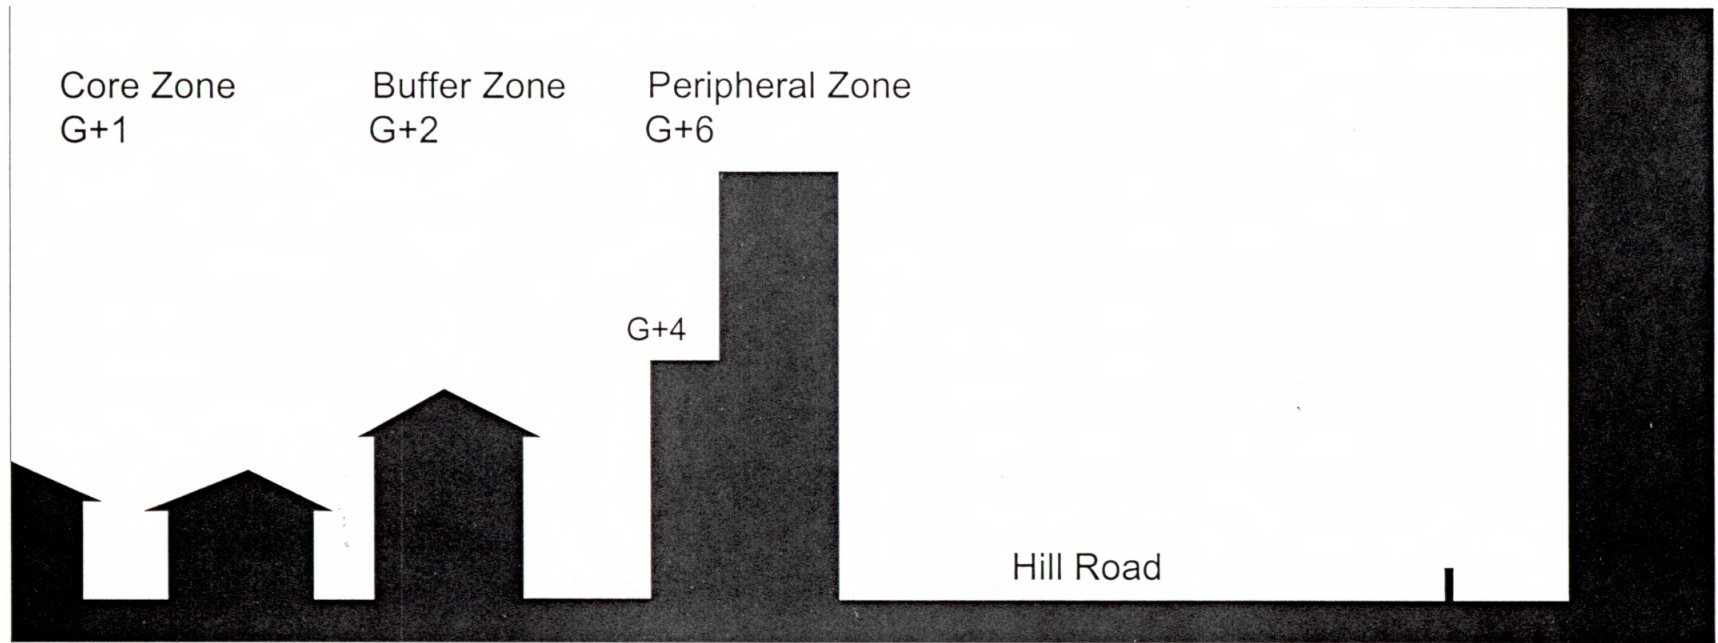 Core Zone
G+1
Buffer Zone
G+2
Peripheral Zone
G+6
G+4
Hill Road